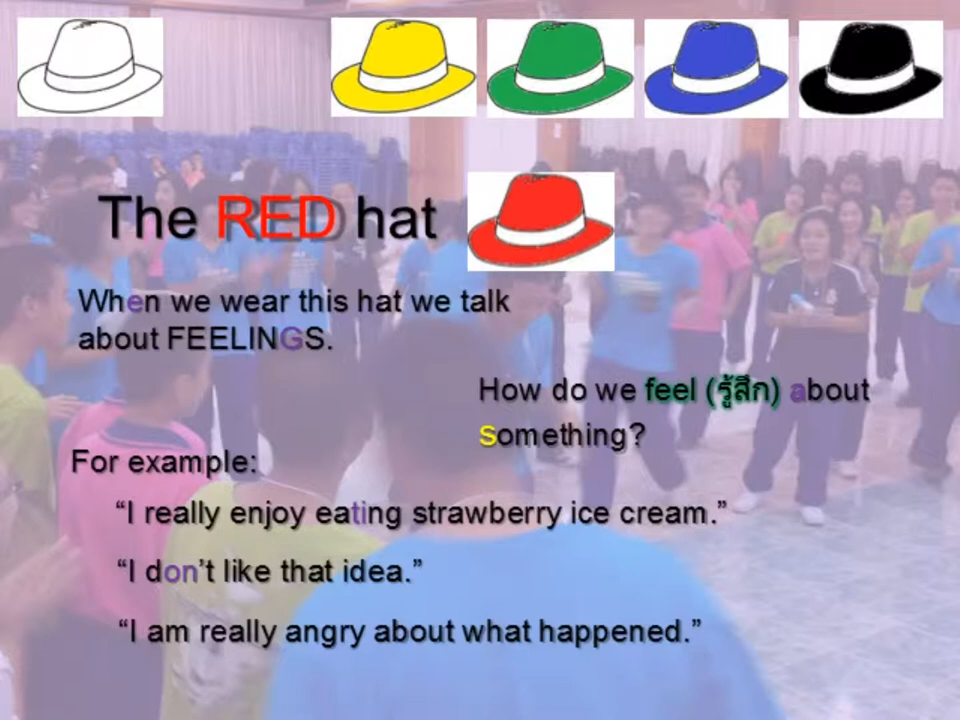 The RED hat
When we wear this hat we talk
about FEELINGS.
How do we feel (รู้สึก) about
something?
For example:
“I really enjoy eating strawberry ice cream.”
“I don’t like that idea.”
“I am really angry about what happened.”